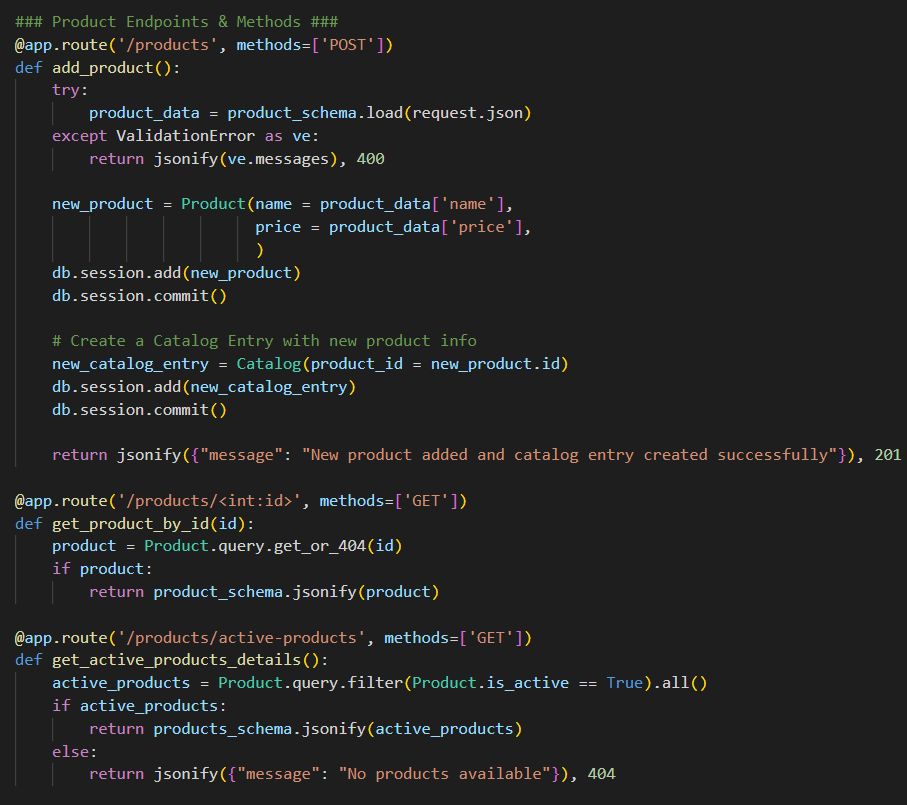 ### Product Endpoints & Methods ###
@app.route('/products', methods=['POST'])
def add_product():
    try:
        product_data = product_schema.load(request.json)
    except ValidationError as ve:
        return jsonify(ve.messages), 400

    new_product = Product(name = product_data['name'],
                          price = product_data['price'],
                          )
    db.session.add(new_product)
    db.session.commit()

    # Create a Catalog Entry with new product info
    new_catalog_entry = Catalog(product_id = new_product.id)
    db.session.add(new_catalog_entry)
    db.session.commit()

    return jsonify({"message": "New product added and catalog entry created successfully"}), 201

@app.route('/products/<int:id>', methods=['GET'])
def get_product_by_id(id):
    product = Product.query.get_or_404(id)
    if product:
        return product_schema.jsonify(product)

@app.route('/products/active-products', methods=['GET'])
def get_active_products_details():
    active_products = Product.query.filter(Product.is_active == True).all()
    if active_products:
        return products_schema.jsonify(active_products)
    else:
        return jsonify({"message": "No products available"}), 404